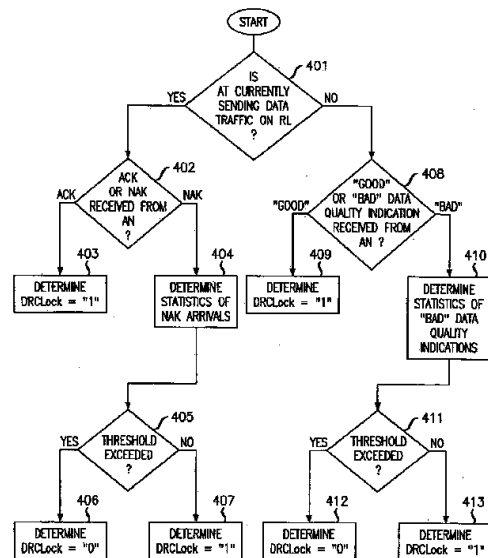 START
401
IS
AT CURRENTLY
SENDING DATA
TRAFFIC ON RL
?
YES
NO
402
ACK
OR NAK
RECEIVED FROM
AN
?
ACK
NAK
408
"GOOD"
OR "BAD" DATA
QUALITY INDICATION
RECEIVED FROM
AN ?
"GOOD"
"BAD"
403
DETERMINE
DRCLock = "1"
404
DETERMINE
STATISTICS OF
NAK ARRIVALS
409
DETERMINE
DRCLock = "1"
410
DETERMINE
STATISTICS OF
"BAD" DATA
QUALITY
INDICATIONS
405
YES
THRESHOLD
EXCEEDED
?
NO
411
YES
THRESHOLD
EXCEEDED
?
NO
406
DETERMINE
DRCLock = "0"
407
DETERMINE
DRCLock = "1"
412
DETERMINE
DRCLock = "0"
413
DETERMINE
DRCLock = "1"